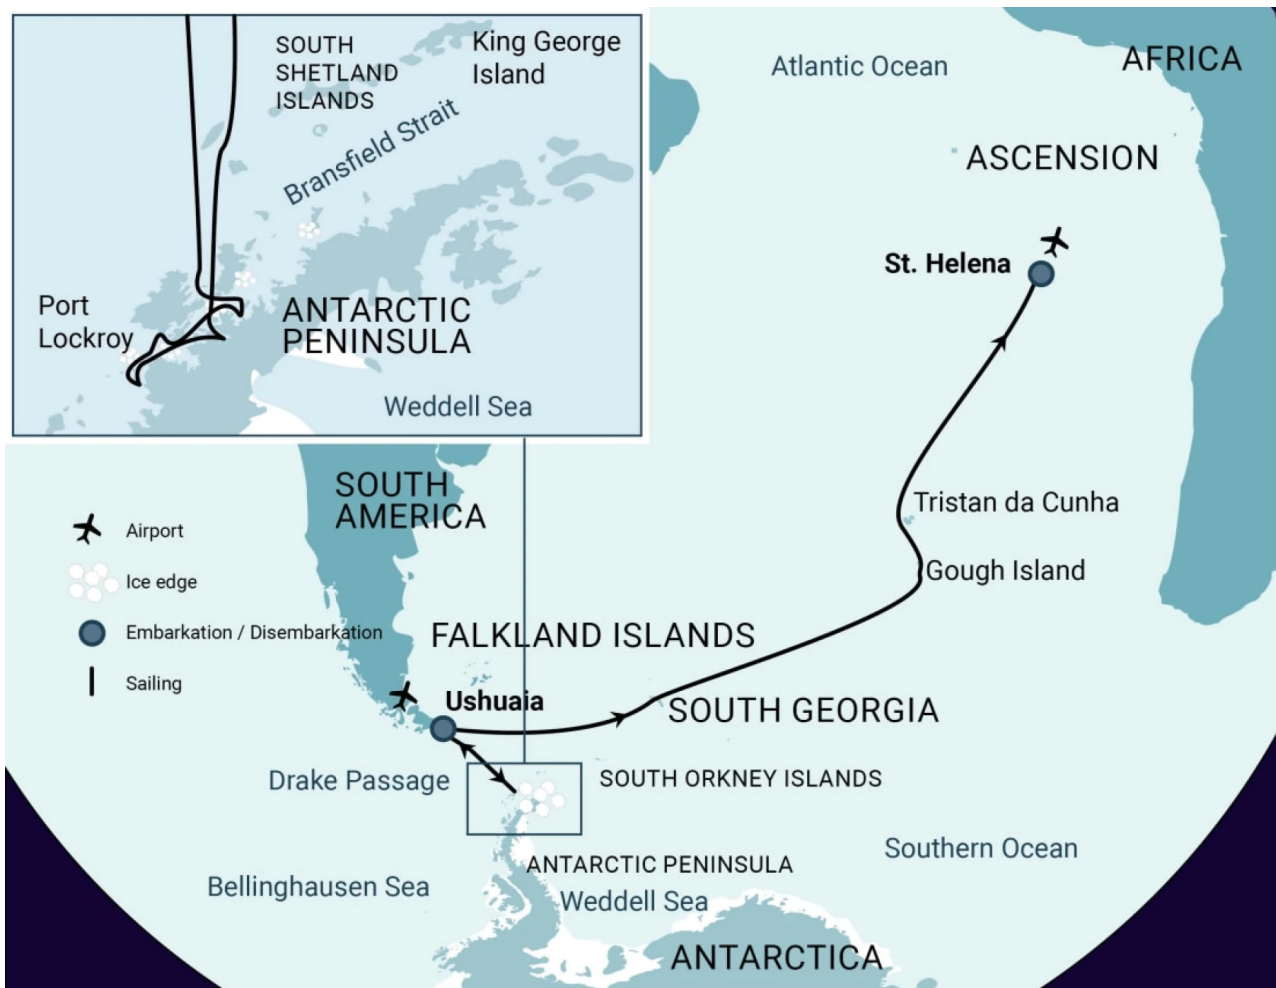 SOUTH
SHETLAND
ISLANDS
King George
Island
Bransfield Strait
Port
Lockroy
ANTARCTIC
PENINSULA
Weddell Sea
Atlantic Ocean
AFRICA
ASCENSION
St. Helena
SOUTH
AMERICA
Airport
Ice edge
Embarkation / Disembarkation
Sailing
Tristan da Cunha
Gough Island
FALKLAND ISLANDS
Ushuaia
SOUTH GEORGIA
Drake Passage
SOUTH ORKNEY ISLANDS
Southern Ocean
ANTARCTIC PENINSULA
Bellinghausen Sea
Weddell Sea
ANTARCTICA